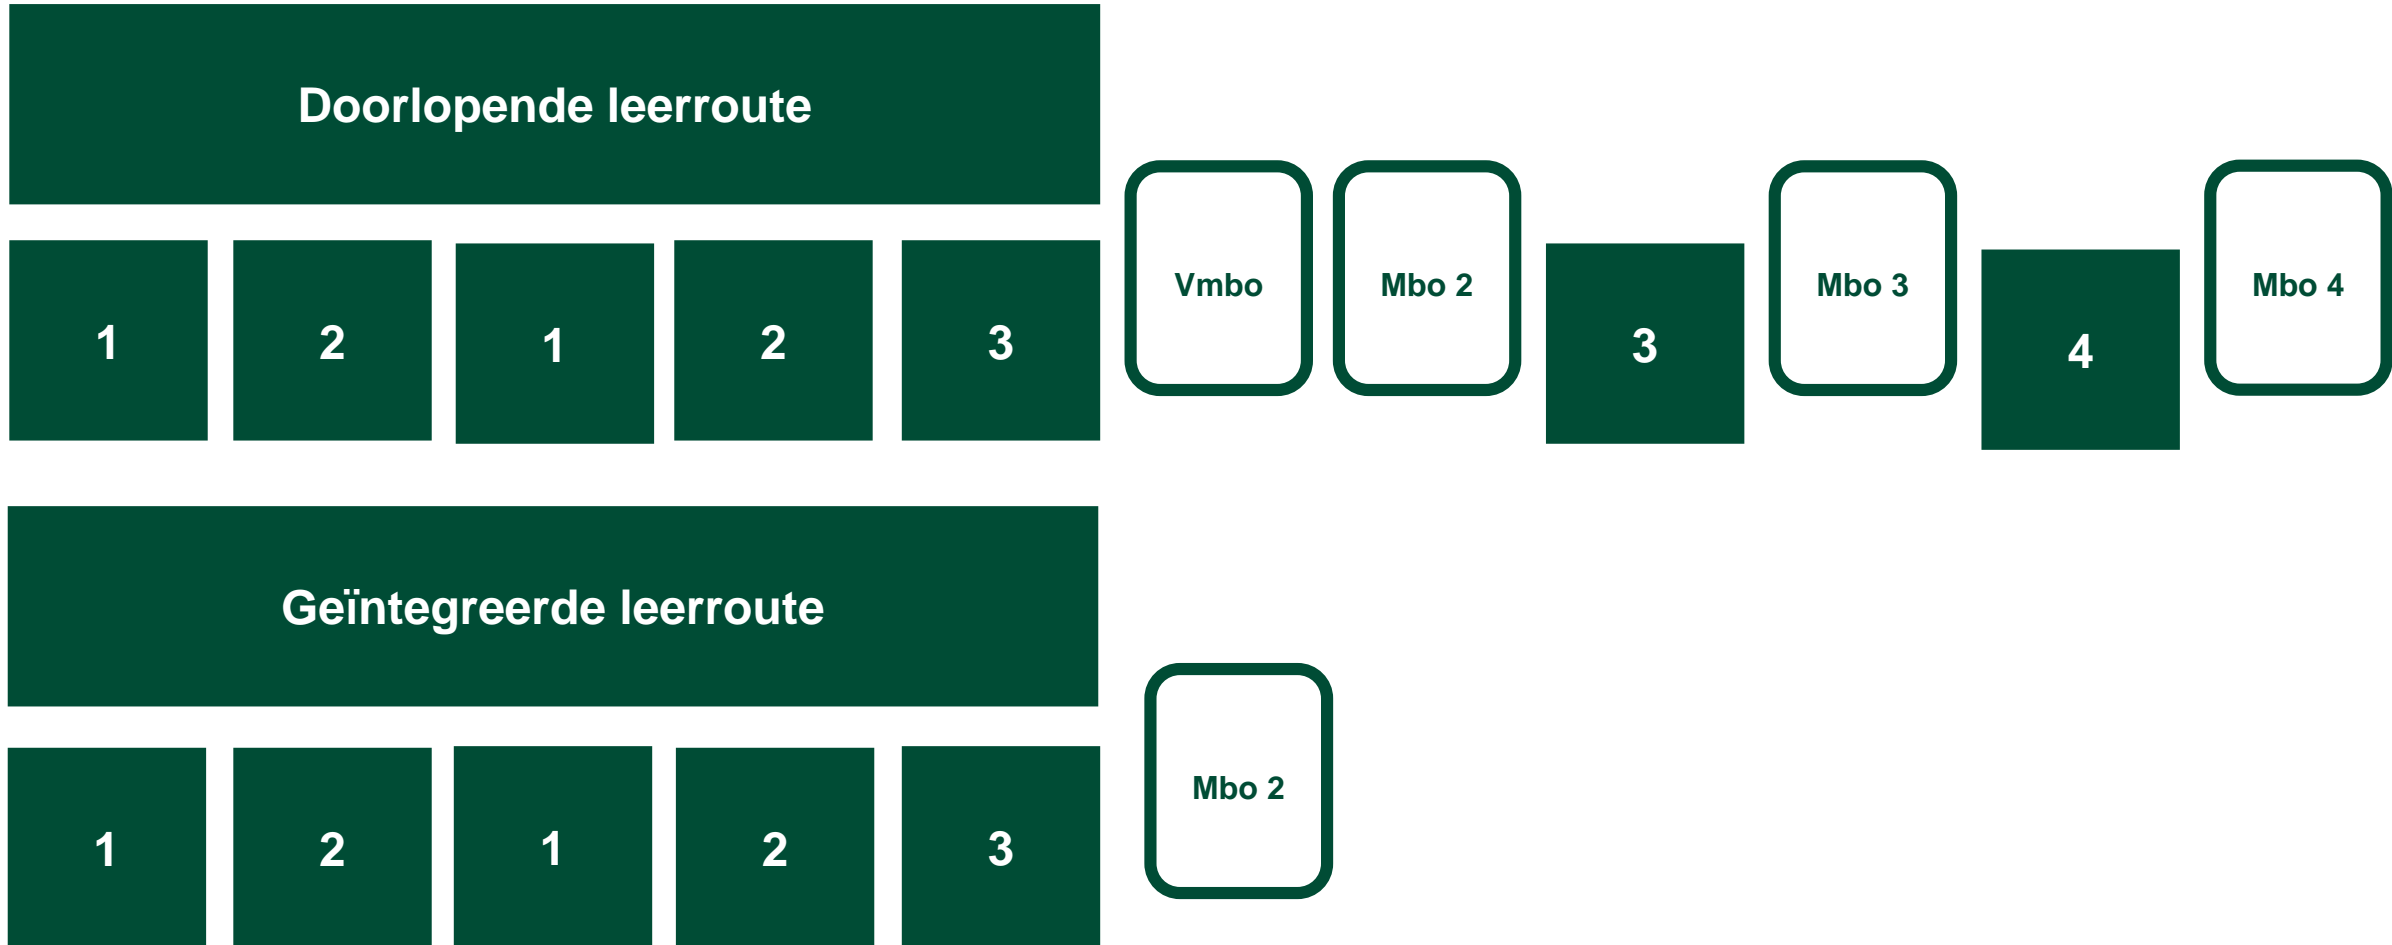 Doorlopende leerroute
1 2 1 2 3 Vmbo Mbo 2 3 Mbo 3 4 Mbo 4
Geïntegreerde leerroute
1 2 1 2 3 Mbo 2